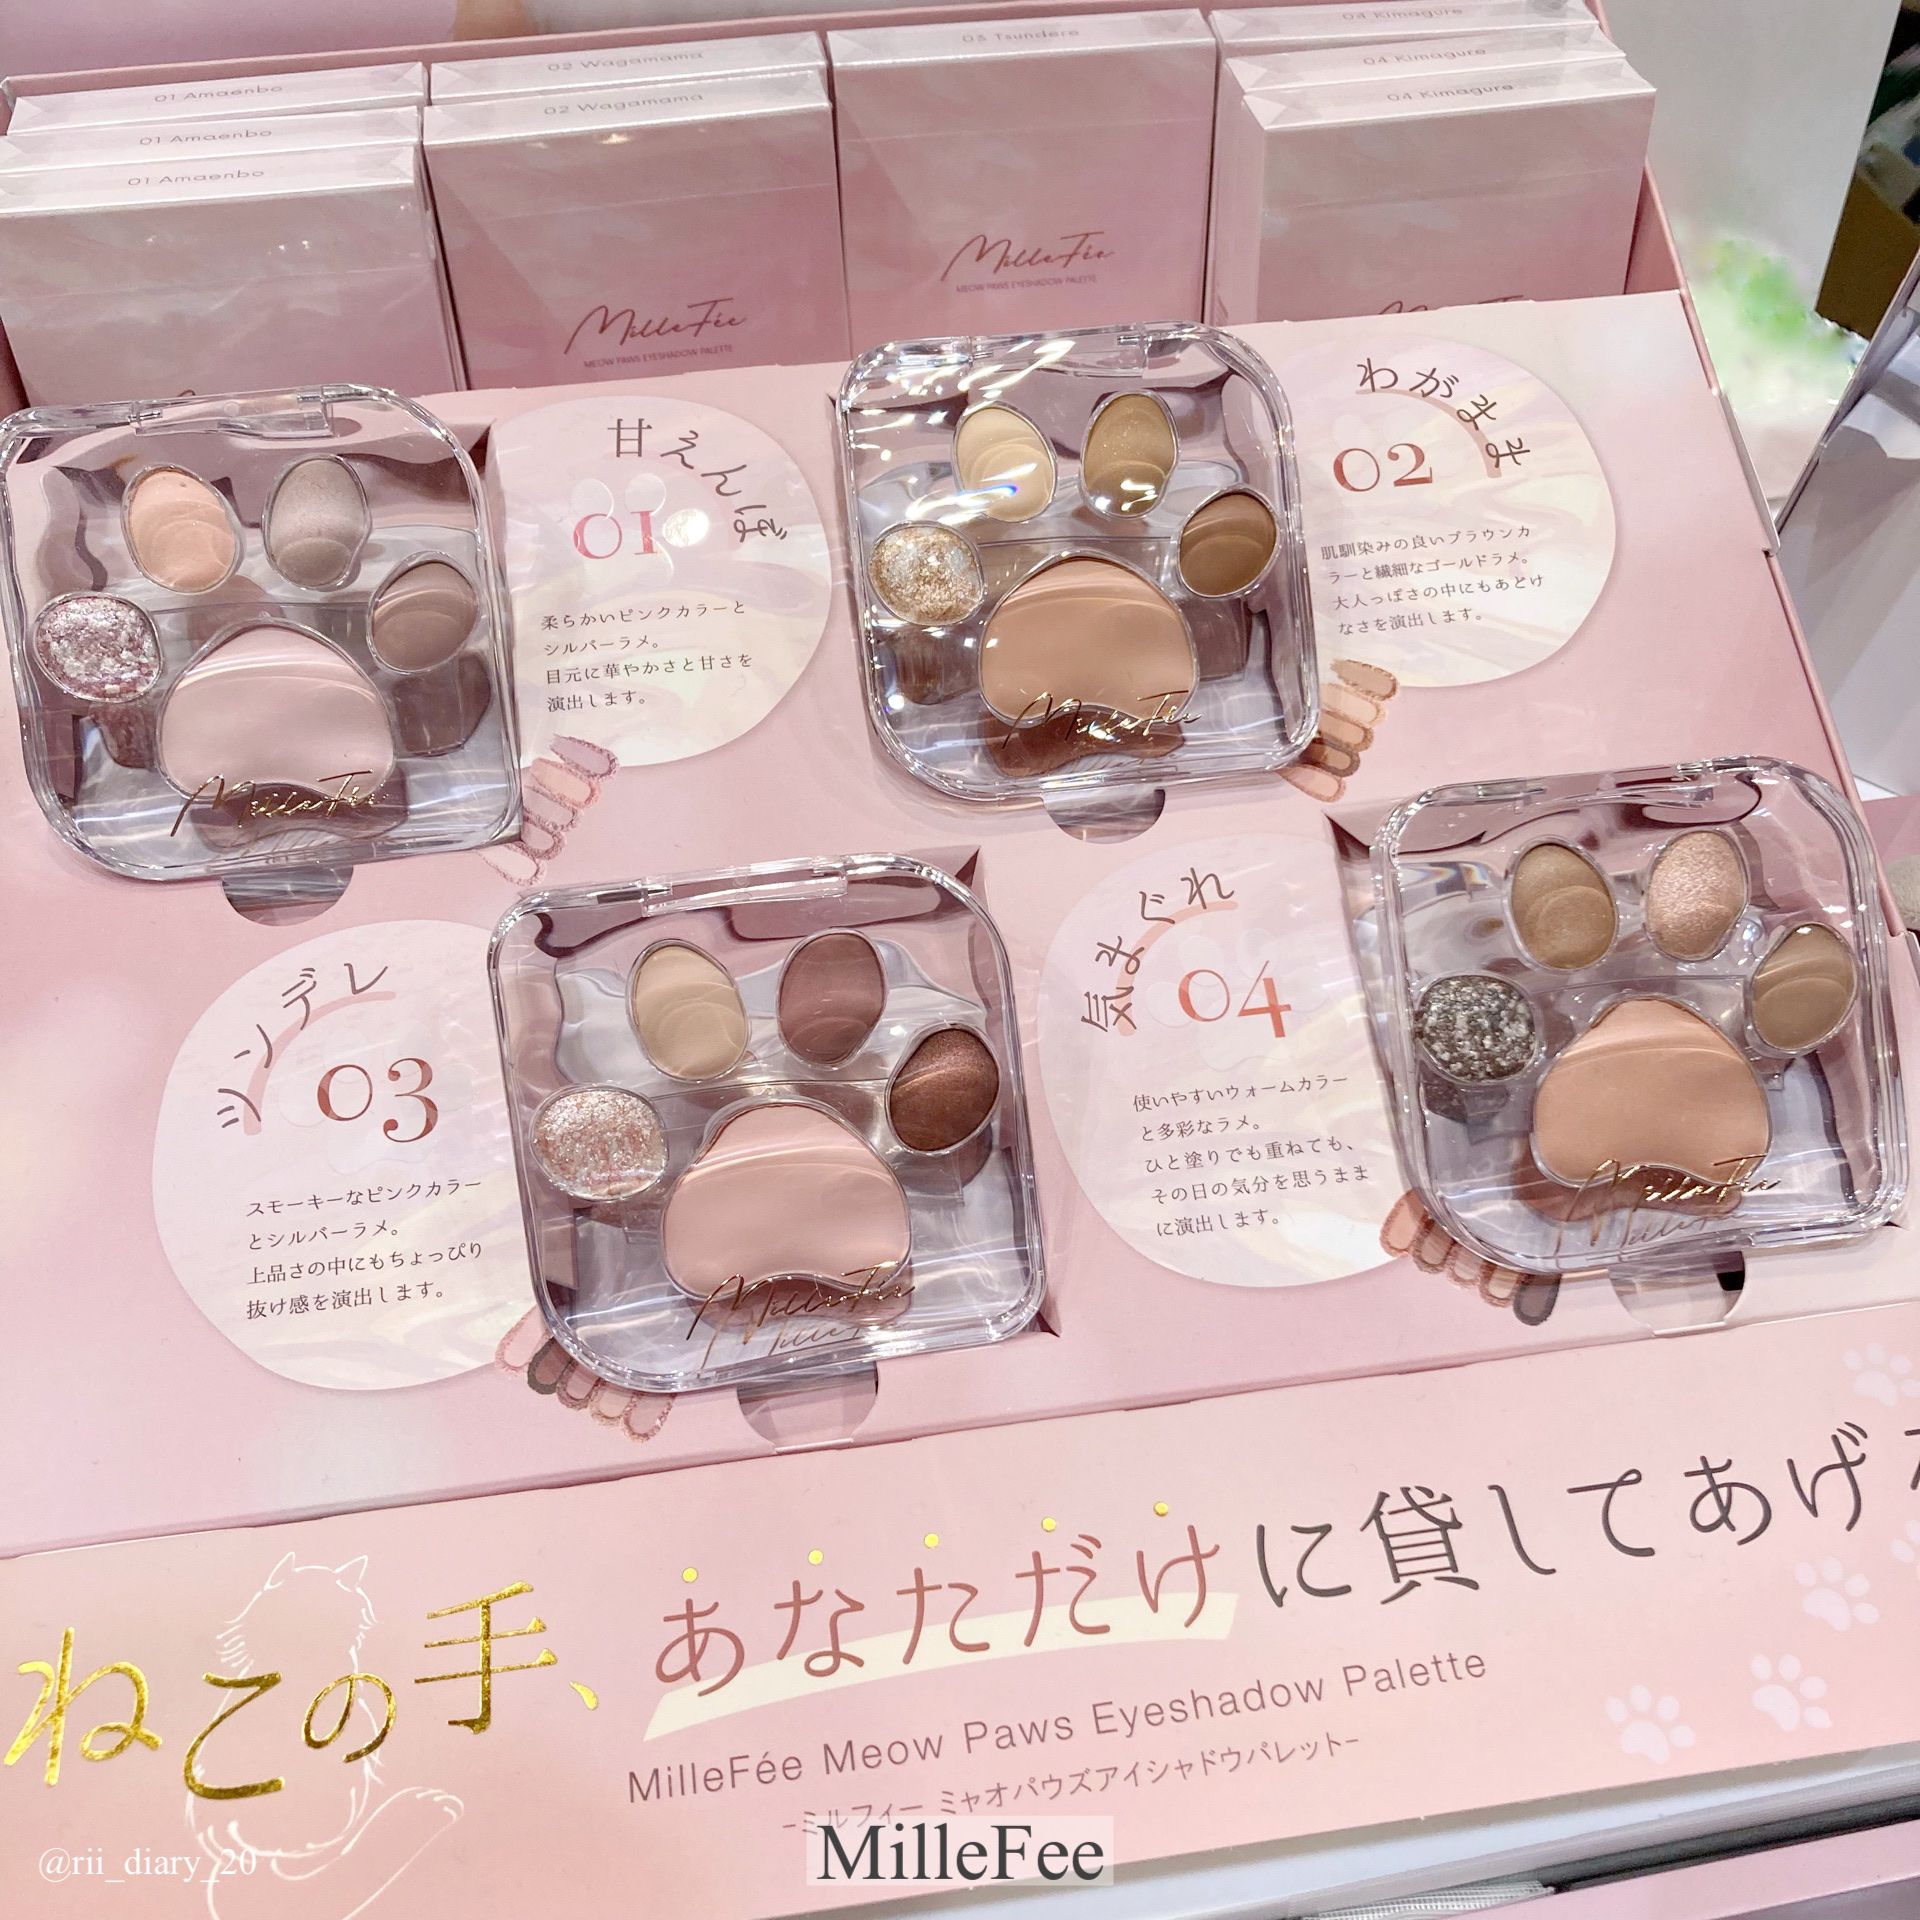 04 Kimagure
03 Tsundere
04 Kimagure
02 Wagamama
04 Kimagure
01 Amaenbo
02 Wagamama
01 Amaenbo
01 Amaenbo
MilleFée
MEOW PAWS EYESHADOW PALETTE
MilleFée
MEOW PAWS EYESHADOW PALETTE
甘えんぼ
01
柔らかいピンクカラーと
シルバーラメ。
目元に華やかさと甘さを
演出します。
MilleFée
わがまま
02
肌馴染みの良いブラウンカ
ラーと繊細なゴールドラメ。
大人っぽさの中にもあどけ
なさを演出します。
MilleFée
ツンデレ
03
スモーキーなピンクカラー
とシルバーラメ。
上品さの中にもちょっぴり
抜け感を演出します。
MilleFée
気まぐれ
04
使いやすいウォームカラー
と多彩なラメ。
ひと塗りでも重ねても、
その日の気分を思うまま
に演出します。
MilleFée
ねこの手、あなただけに貸してあげ
MilleFée Meow Paws Eyeshadow Palette
-ミルフィー ミャオパウズアイシャドウパレット-
MilleFee
@rii_diary_20